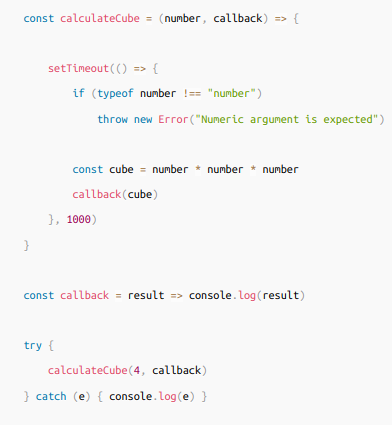 const calculateCube = (number, callback) => {
setTimeout(() => {
if (typeof number !== "number")
throw new Error("Numeric argument is expected")
const cube = number * number * number
callback(cube)
}, 1000)
}
const callback = result => console.log(result)
try {
calculateCube(4, callback)
} catch (e) { console.log(e) }